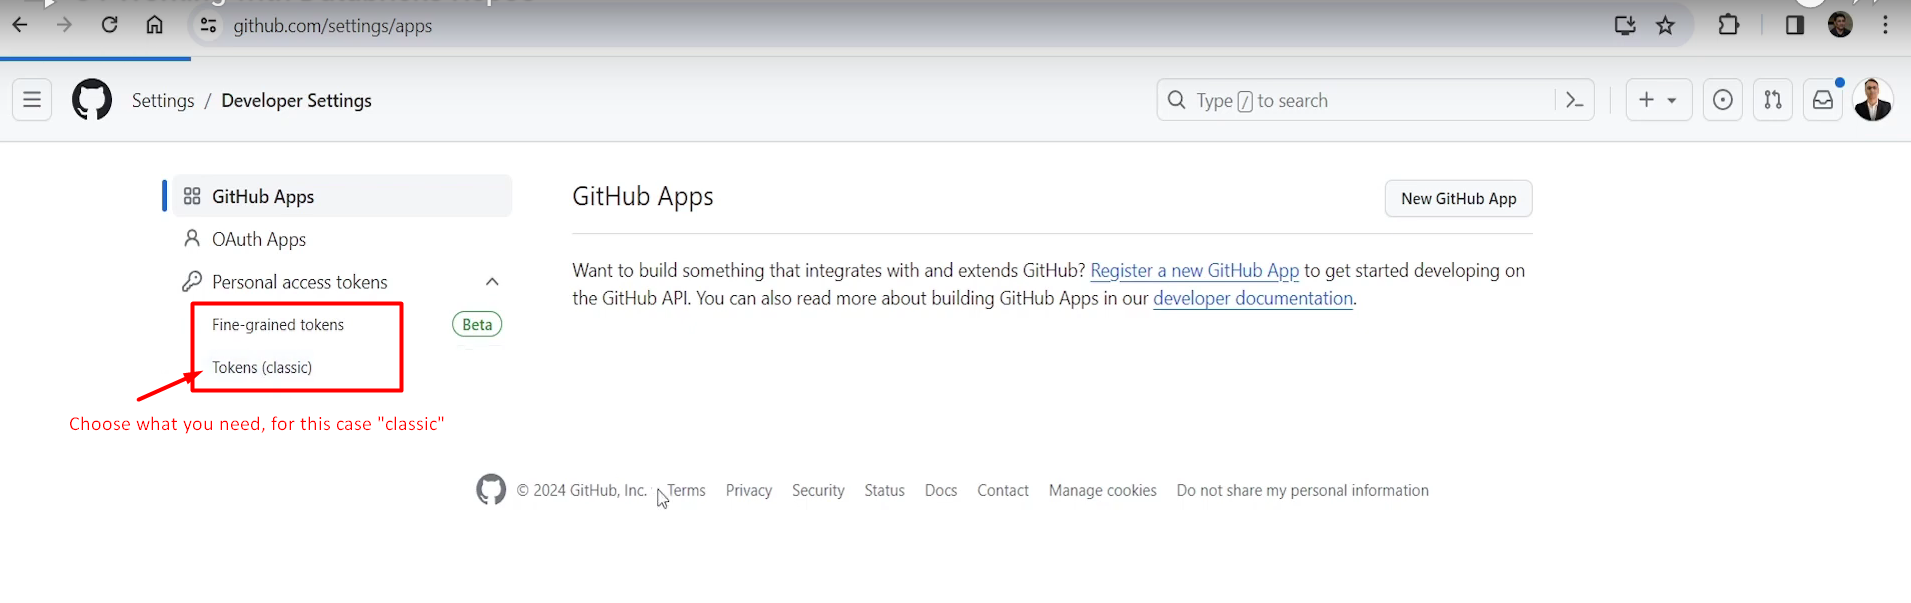 github.com/settings/apps
Settings / Developer Settings
Type / to search
GitHub Apps
OAuth Apps
Personal access tokens
Fine-grained tokens
Beta
Tokens (classic)
Choose what you need, for this case "classic"
GitHub Apps
New GitHub App
Want to build something that integrates with and extends GitHub? Register a new GitHub App to get started developing on
the GitHub API. You can also read more about building GitHub Apps in our developer documentation.
© 2024 GitHub, Inc. Terms Privacy Security Status Docs Contact Manage cookies Do not share my personal information